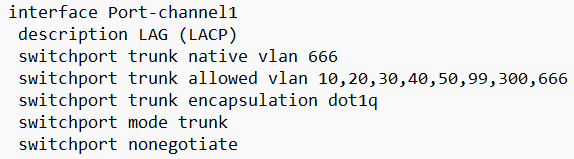 interface Port-channel1
description LAG (LACP)
switchport trunk native vlan 666
switchport trunk allowed vlan 10,20,30,40,50,99,300,666
switchport trunk encapsulation dot1q
switchport mode trunk
switchport nonegotiate